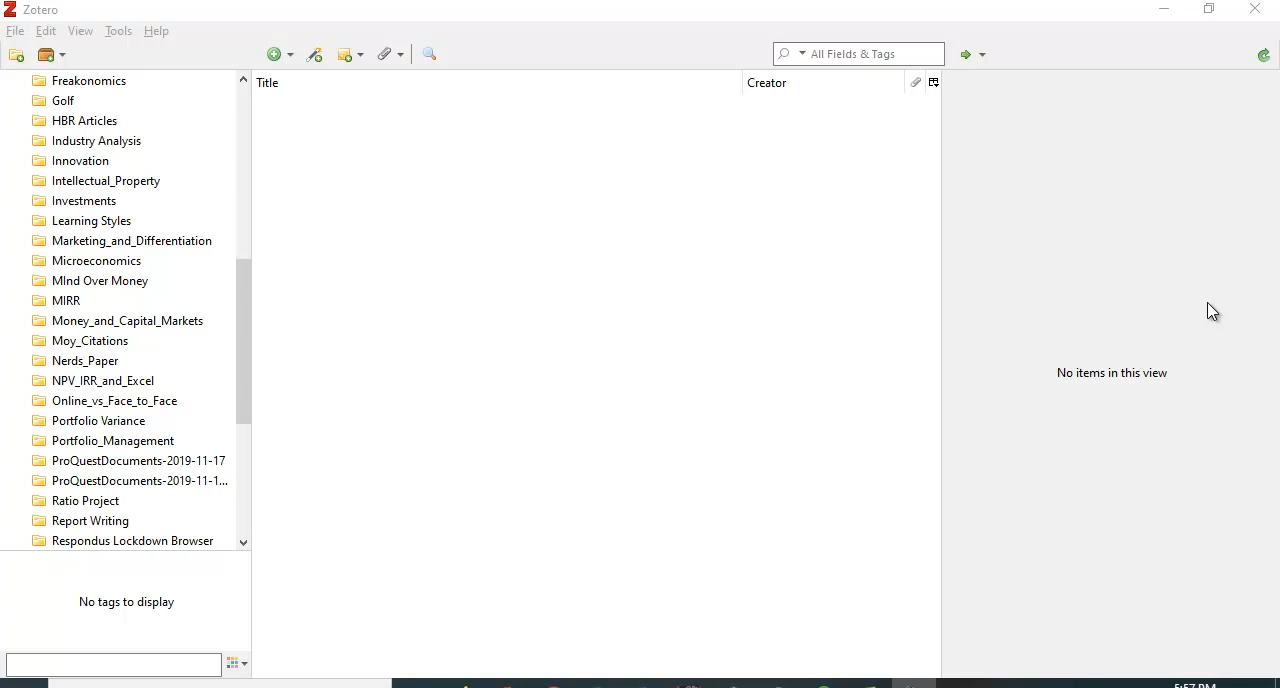 Zotero
File Edit View Tools Help
All Fields & Tags
Title Creator
Freakonomics
Golf
HBR Articles
Industry Analysis
Innovation
Intellectual_Property
Investments
Learning Styles
Marketing_and_Differentiation
Microeconomics
MInd Over Money
MIRR
Money_and_Capital_Markets
Moy_Citations
Nerds_Paper
NPV_IRR_and_Excel
Online_vs_Face_to_Face
Portfolio Variance
Portfolio_Management
ProQuestDocuments-2019-11-17
ProQuestDocuments-2019-11-1...
Ratio Project
Report Writing
Respondus Lockdown Browser
No items in this view
No tags to display
5:57 PM